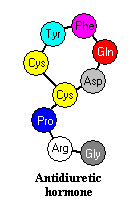 Phe
Tyr
Gln
Cys
Asp
Cys
Pro
Arg
Gly
Antidiuretic
hormone